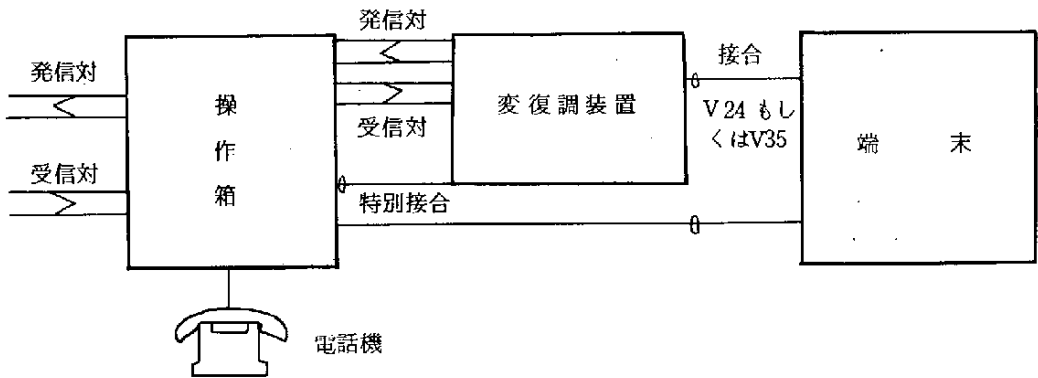 発信対
受信対
操作箱
発信対
受信対
変復調装置
特別接合
接合
V24 もし
くはV35
端末
電話機